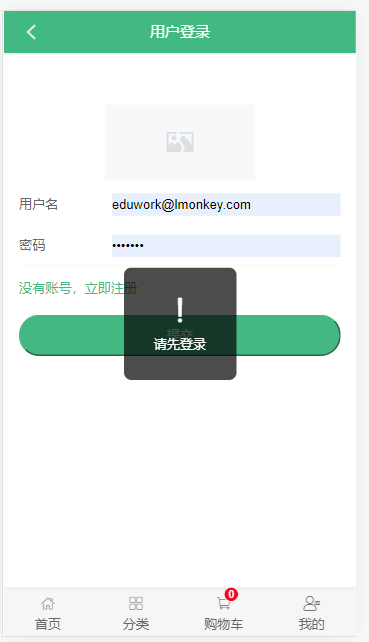 用户登录
用户名 eduwork@lmonkey.com
密码 •••••••
没有账号，立即注册
提交
请先登录
0
首页 分类 购物车 我的